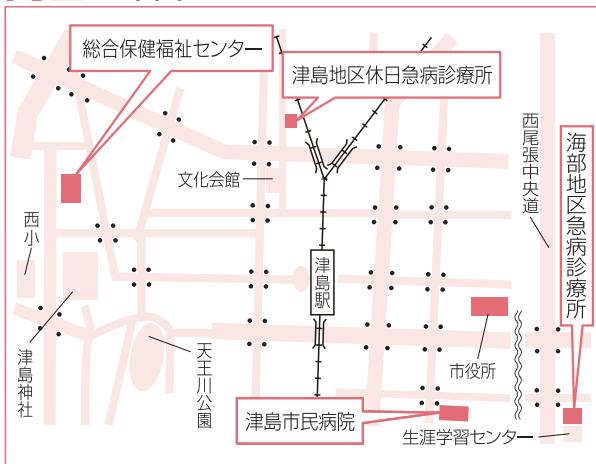 総合保健福祉センター
津島地区休日急病診療所
西尾張中央道
海部地区急病診療所
文化会館
西小
津島駅
津島神社
天王川公園
市役所
津島市民病院
生涯学習センター